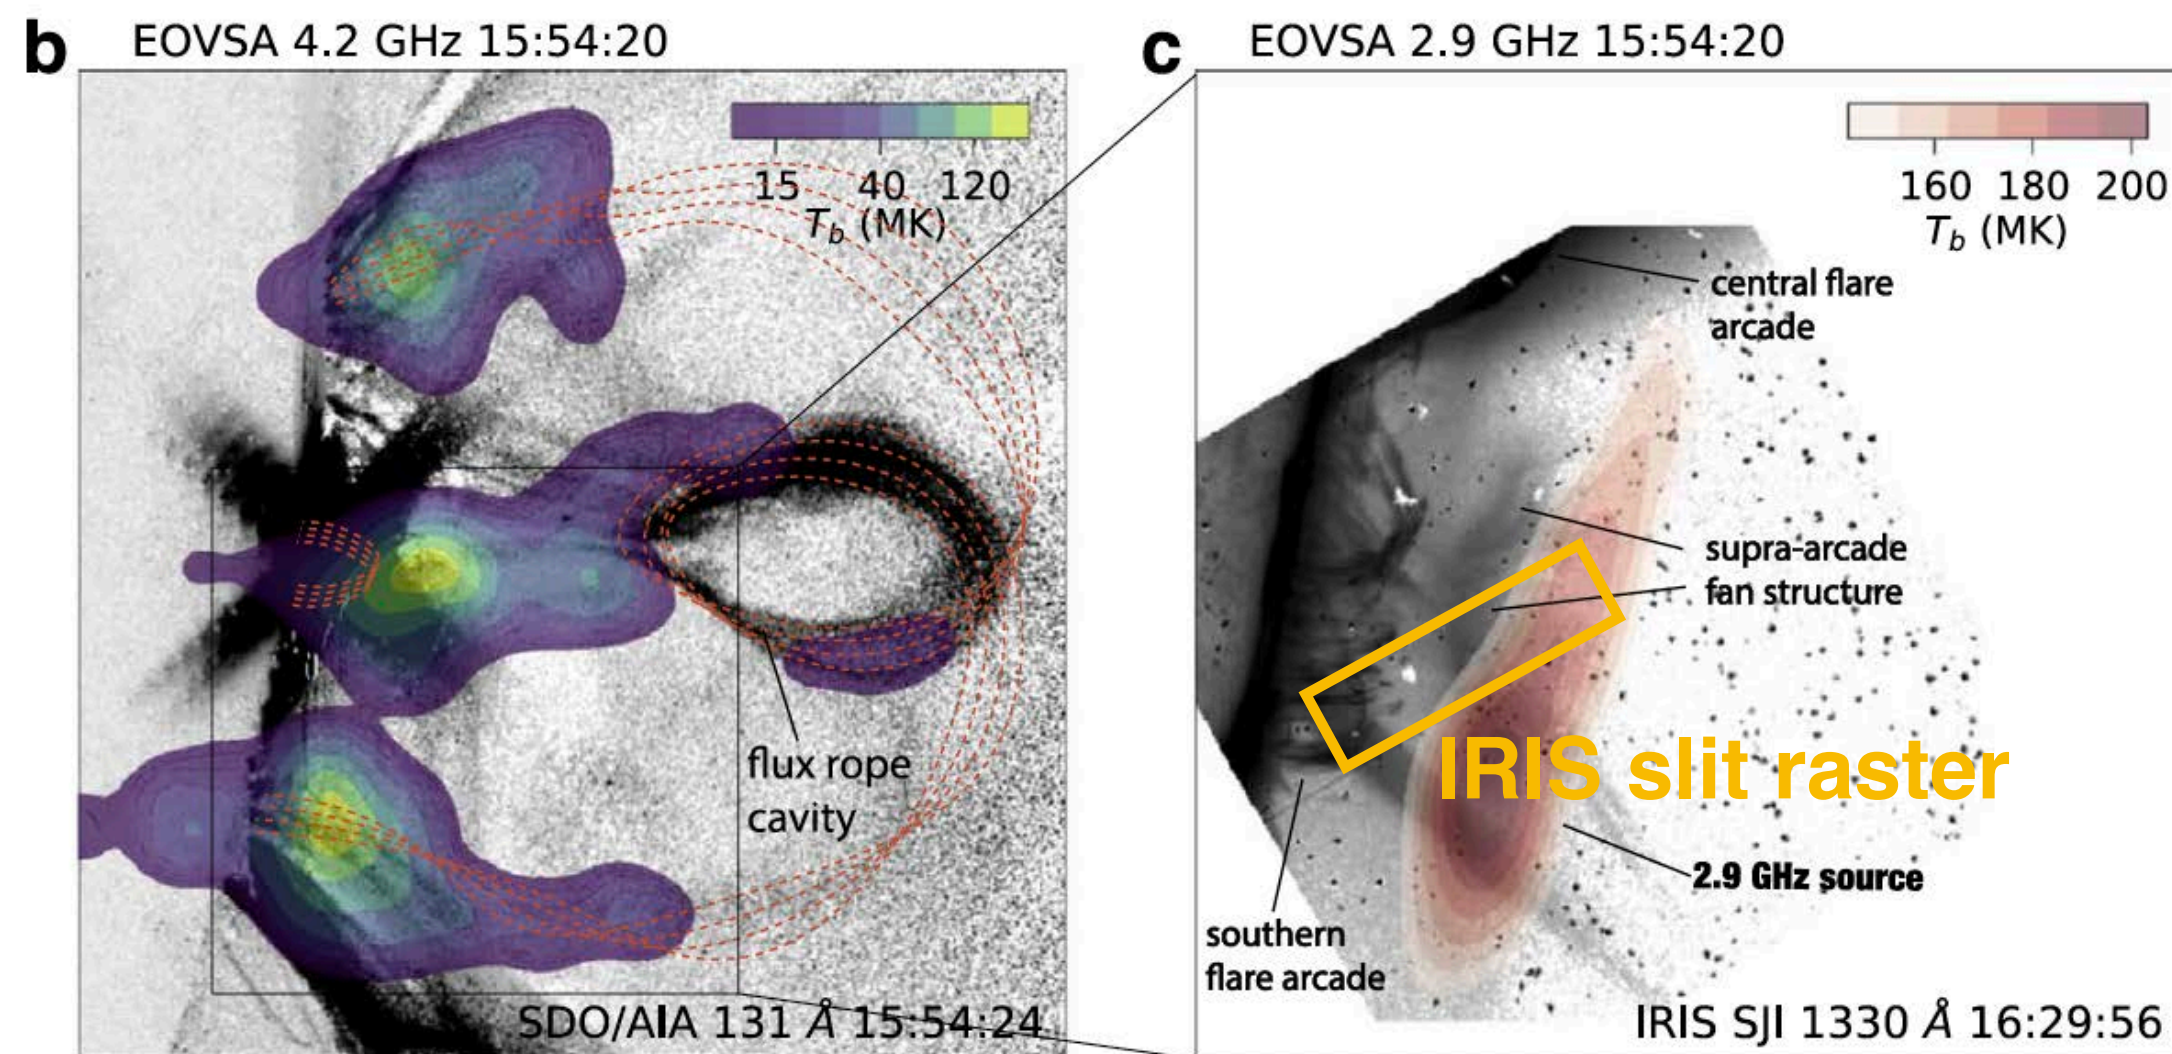 b
EOVSA 4.2 GHz 15:54:20
15 40 120
T_b (MK)
flux rope
cavity
SDO/AIA 131 Å 15:54:24
c
EOVSA 2.9 GHz 15:54:20
160 180 200
T_b (MK)
central flare
arcade
supra-arcade
fan structure
IRIS slit raster
2.9 GHz source
southern
flare arcade
IRIS SJI 1330 Å 16:29:56